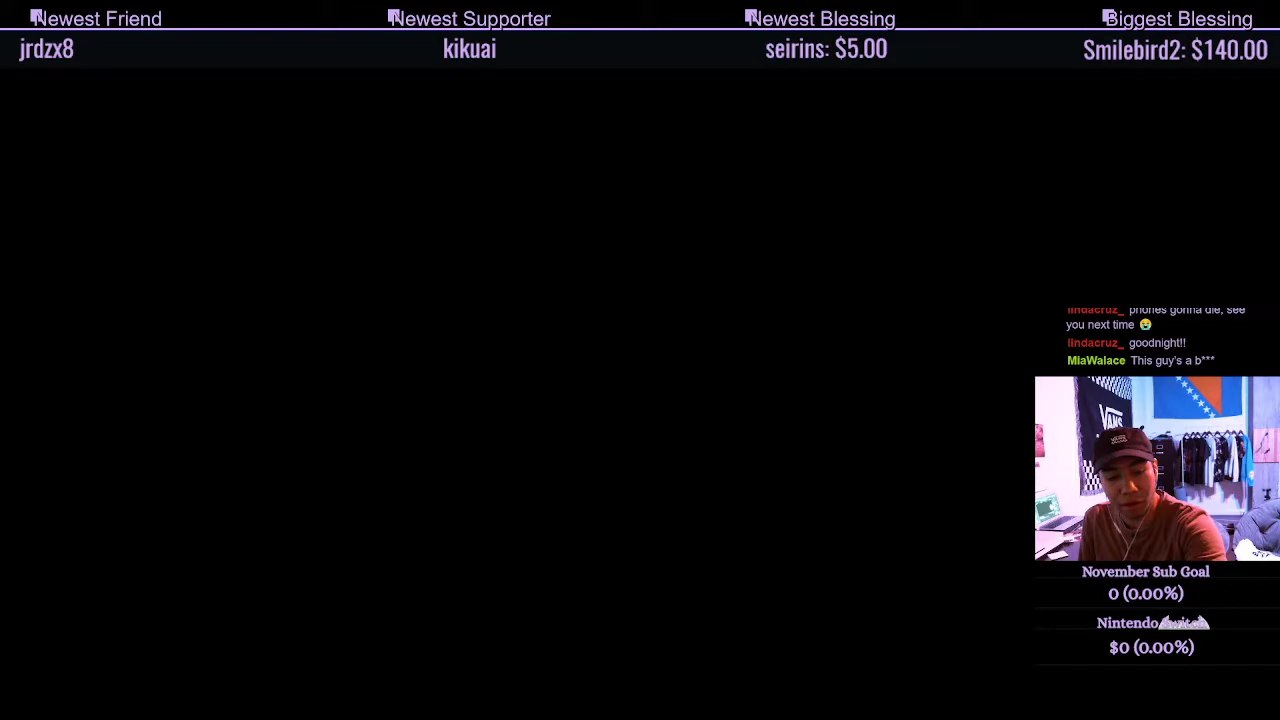 Newest Friend
Newest Supporter
Newest Blessing
Biggest Blessing
jrdzx8
kikuai
seirins: $5.00
Smilebird2: $140.00
lindacruz_ phones gonna die, see
you next time
lindacruz_ goodnight!!
MiaWalace This guy's a b***
VANS
November Sub Goal
0 (0.00%)
Nintendo Switch
$0 (0.00%)